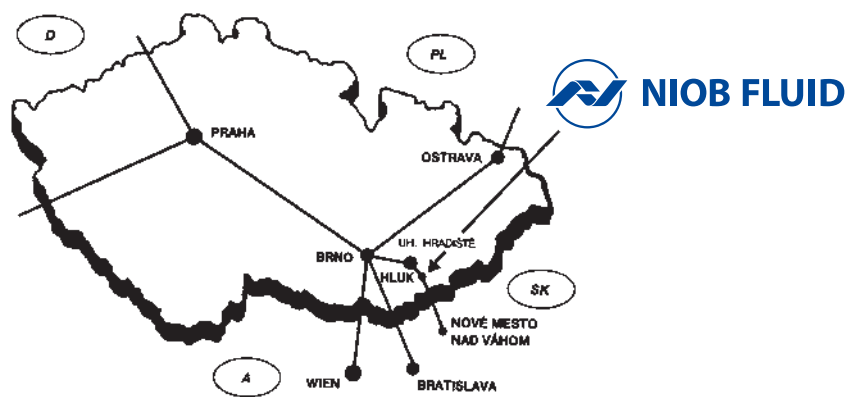 D
PL
NIOB FLUID
PRAHA
OSTRAVA
UH. HRADIŠTĚ
BRNO
HLUK
SK
NOVÉ MESTO
NAD VÁHOM
A
WIEN
BRATISLAVA